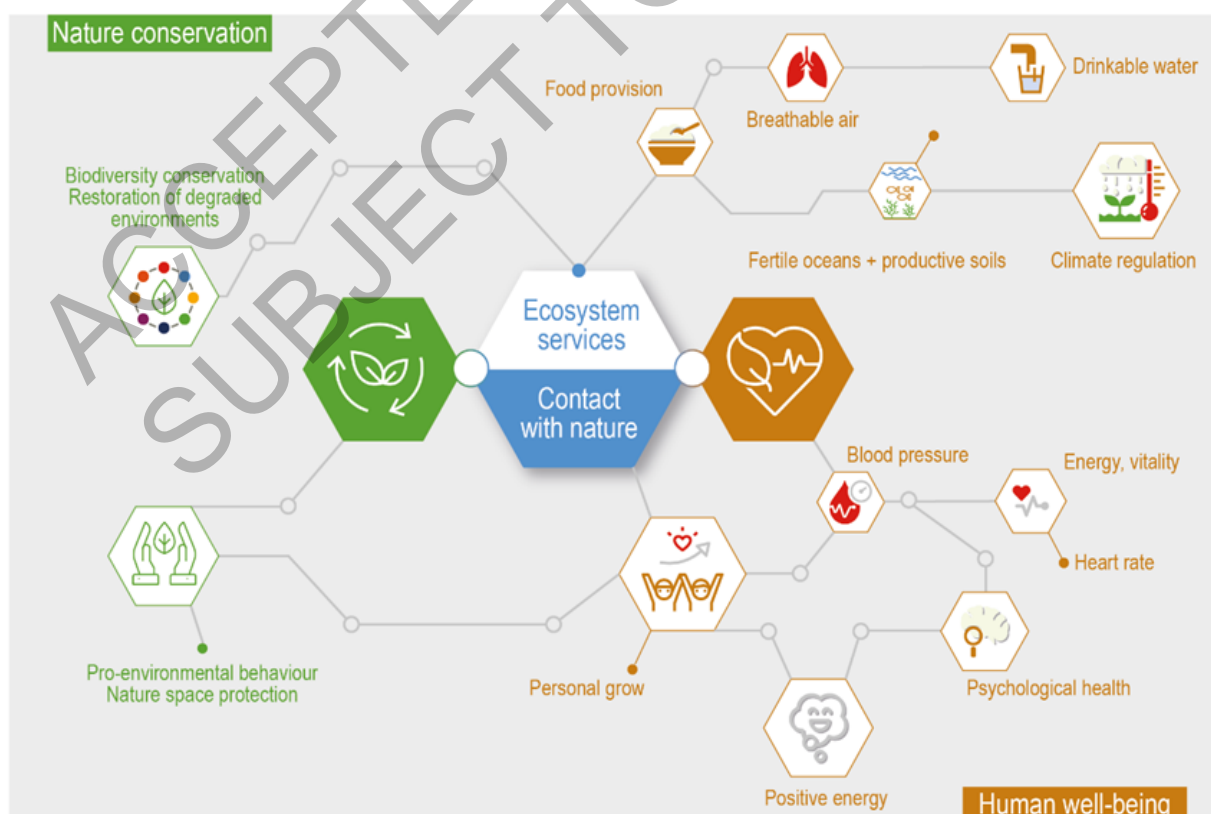 Nature conservation
ACCEPTE
SUBJECT TO
Food provision
Breathable air
Drinkable water
Biodiversity conservation
Restoration of degraded
environments
Fertile oceans + productive soils
Climate regulation
Ecosystem
services
Contact
with nature
Blood pressure
Energy, vitality
Heart rate
Pro-environmental behaviour
Nature space protection
Personal grow
Psychological health
Positive energy
Human well-being